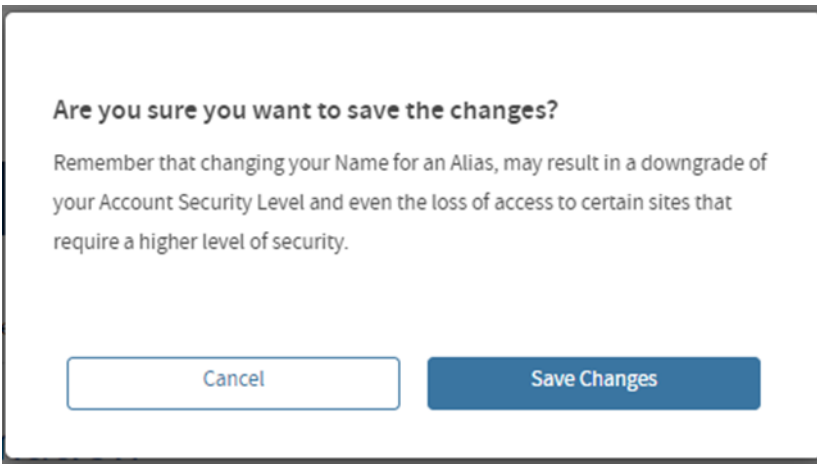 Are you sure you want to save the changes?
Remember that changing your Name for an Alias, may result in a downgrade of
your Account Security Level and even the loss of access to certain sites that
require a higher level of security.
Cancel
Save Changes